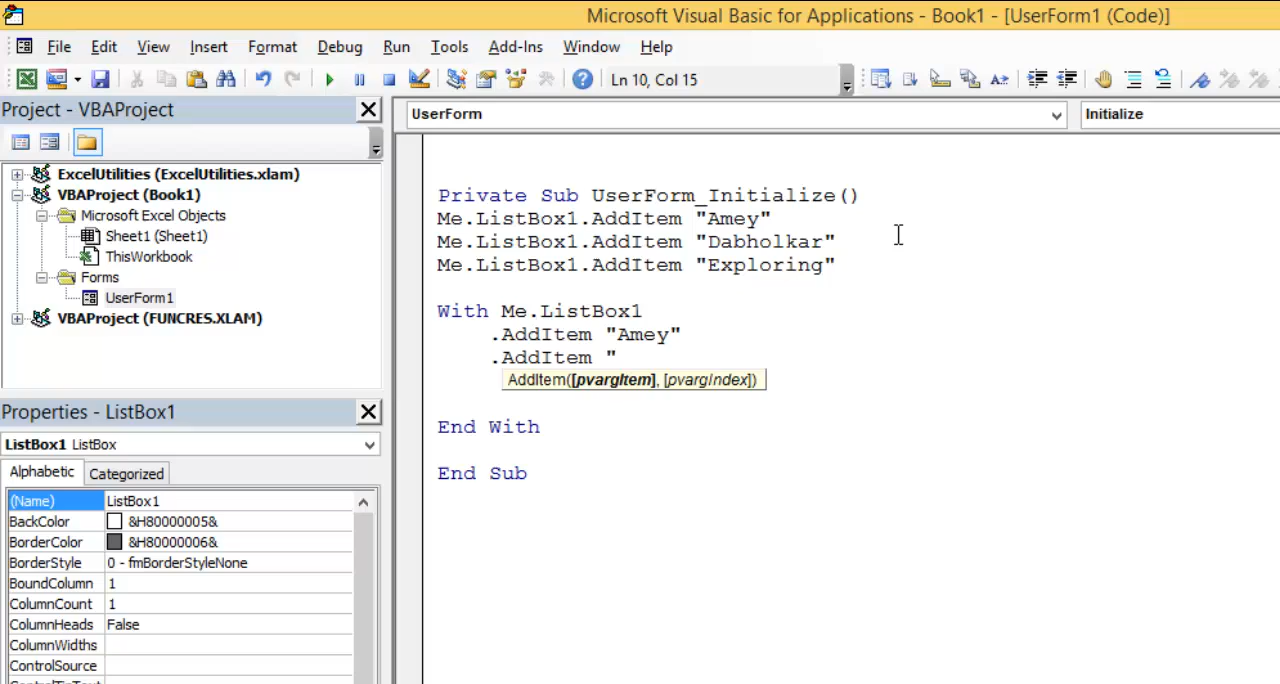 Microsoft Visual Basic for Applications - Book1 - [UserForm1 (Code)]
File Edit View Insert Format Debug Run Tools Add-Ins Window Help
Ln 10, Col 15
Project - VBAProject
UserForm Initialize
ExcelUtilities (ExcelUtilities.xlam)
VBAProject (Book1)
Microsoft Excel Objects
Sheet1 (Sheet1)
ThisWorkbook
Forms
UserForm1
VBAProject (FUNCRES.XLAM)
Properties - ListBox1
ListBox1 ListBox
Alphabetic Categorized
(Name) ListBox1
BackColor &H80000005&
BorderColor &H80000006&
BorderStyle 0 - fmBorderStyleNone
BoundColumn 1
ColumnCount 1
ColumnHeads False
ColumnWidths
ControlSource
ControlTipText
Private Sub UserForm_Initialize()
Me.ListBox1.AddItem "Amey"
Me.ListBox1.AddItem "Dabholkar"
Me.ListBox1.AddItem "Exploring"
With Me.ListBox1
.AddItem "Amey"
.AddItem "
AddItem([pvargItem], [pvargIndex])
End With
End Sub